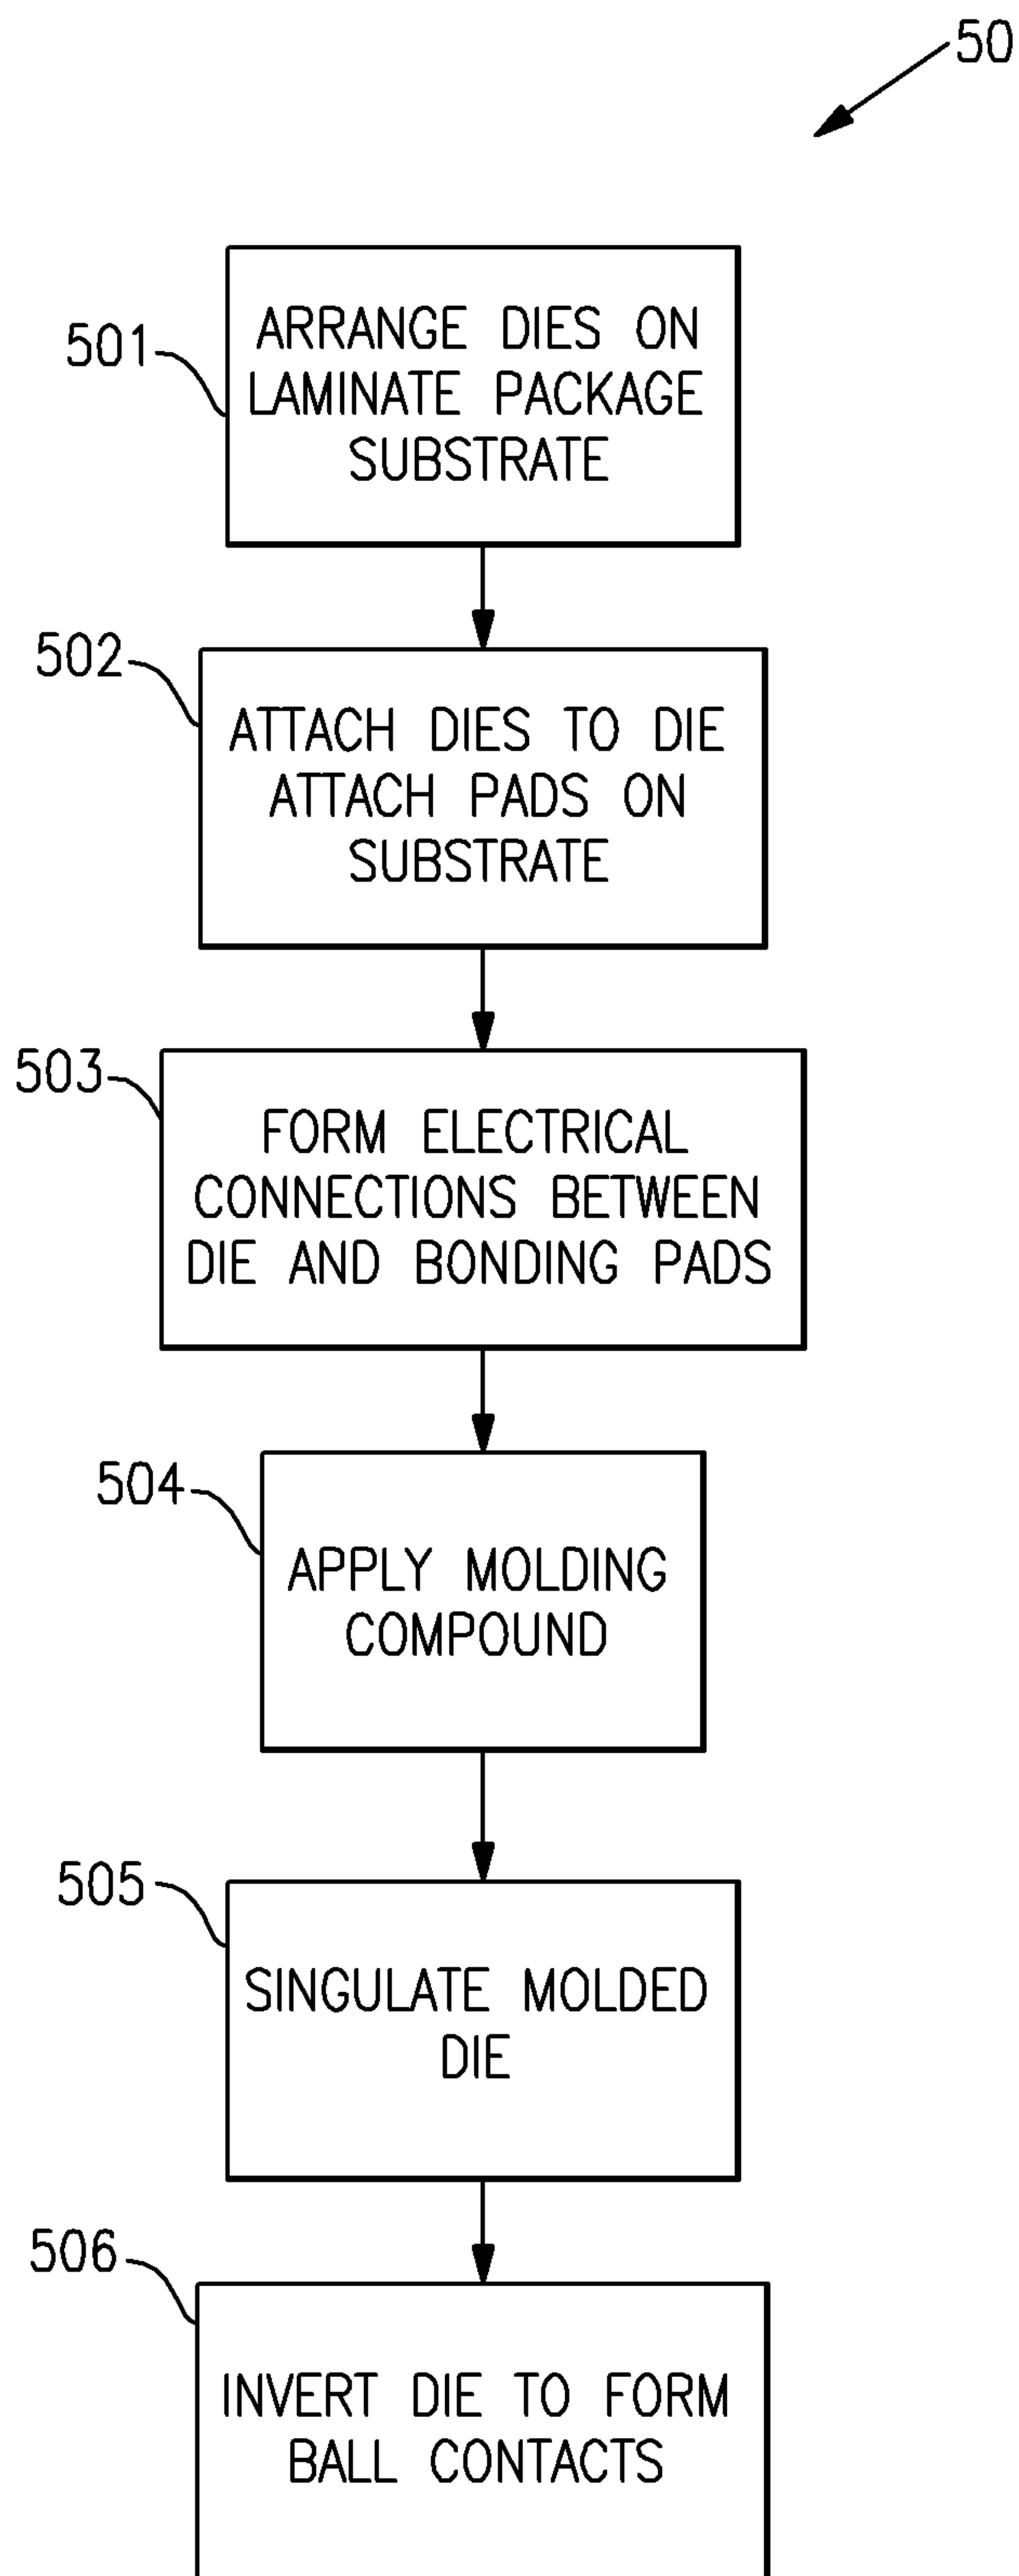 50
501
ARRANGE DIES ON
LAMINATE PACKAGE
SUBSTRATE
502
ATTACH DIES TO DIE
ATTACH PADS ON
SUBSTRATE
503
FORM ELECTRICAL
CONNECTIONS BETWEEN
DIE AND BONDING PADS
504
APPLY MOLDING
COMPOUND
505
SINGULATE MOLDED
DIE
506
INVERT DIE TO FORM
BALL CONTACTS